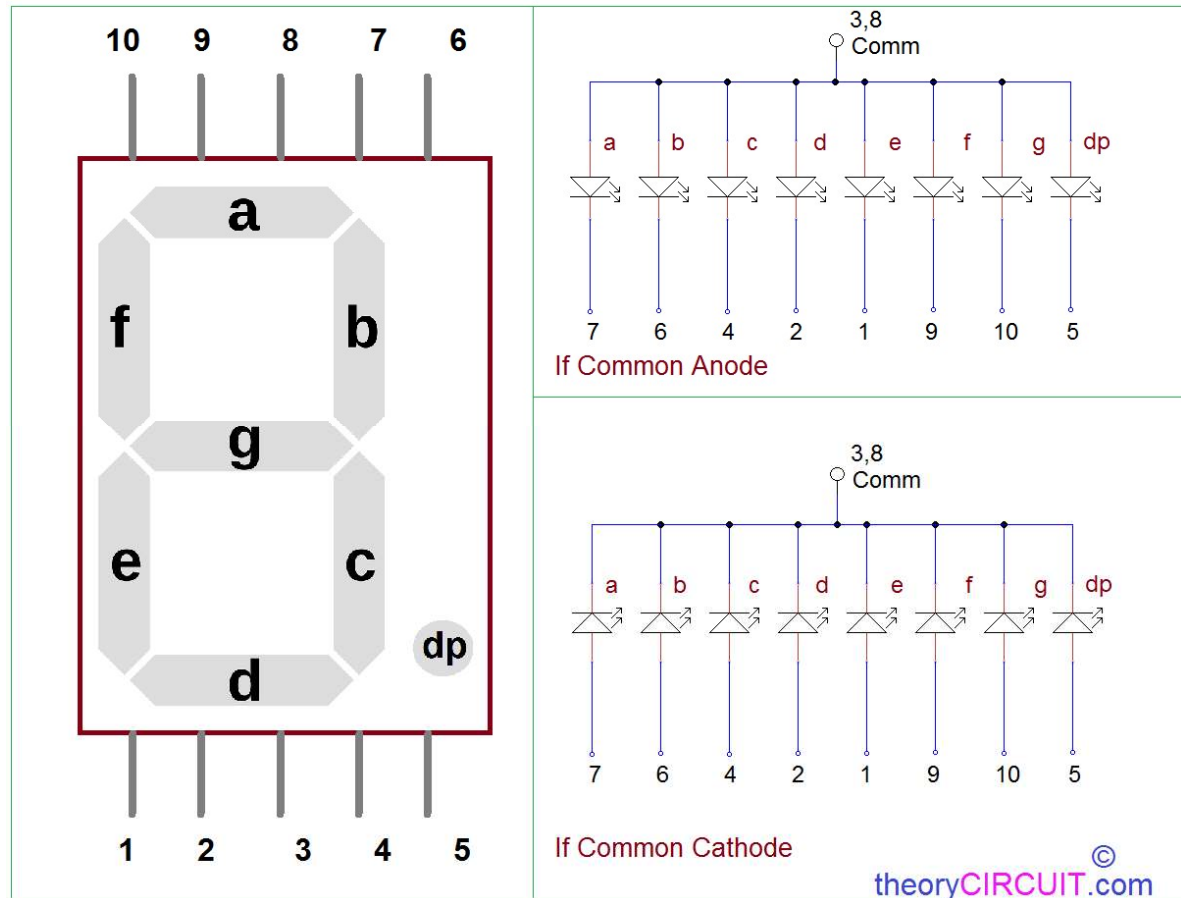 10 9 8 7 6
a
f b
g
e c
dp
d
1 2 3 4 5
3,8
Comm
a b c d e f g dp
7 6 4 2 1 9 10 5
If Common Anode
3,8
Comm
a b c d e f g dp
7 6 4 2 1 9 10 5
If Common Cathode
©
theoryCIRCUIT.com